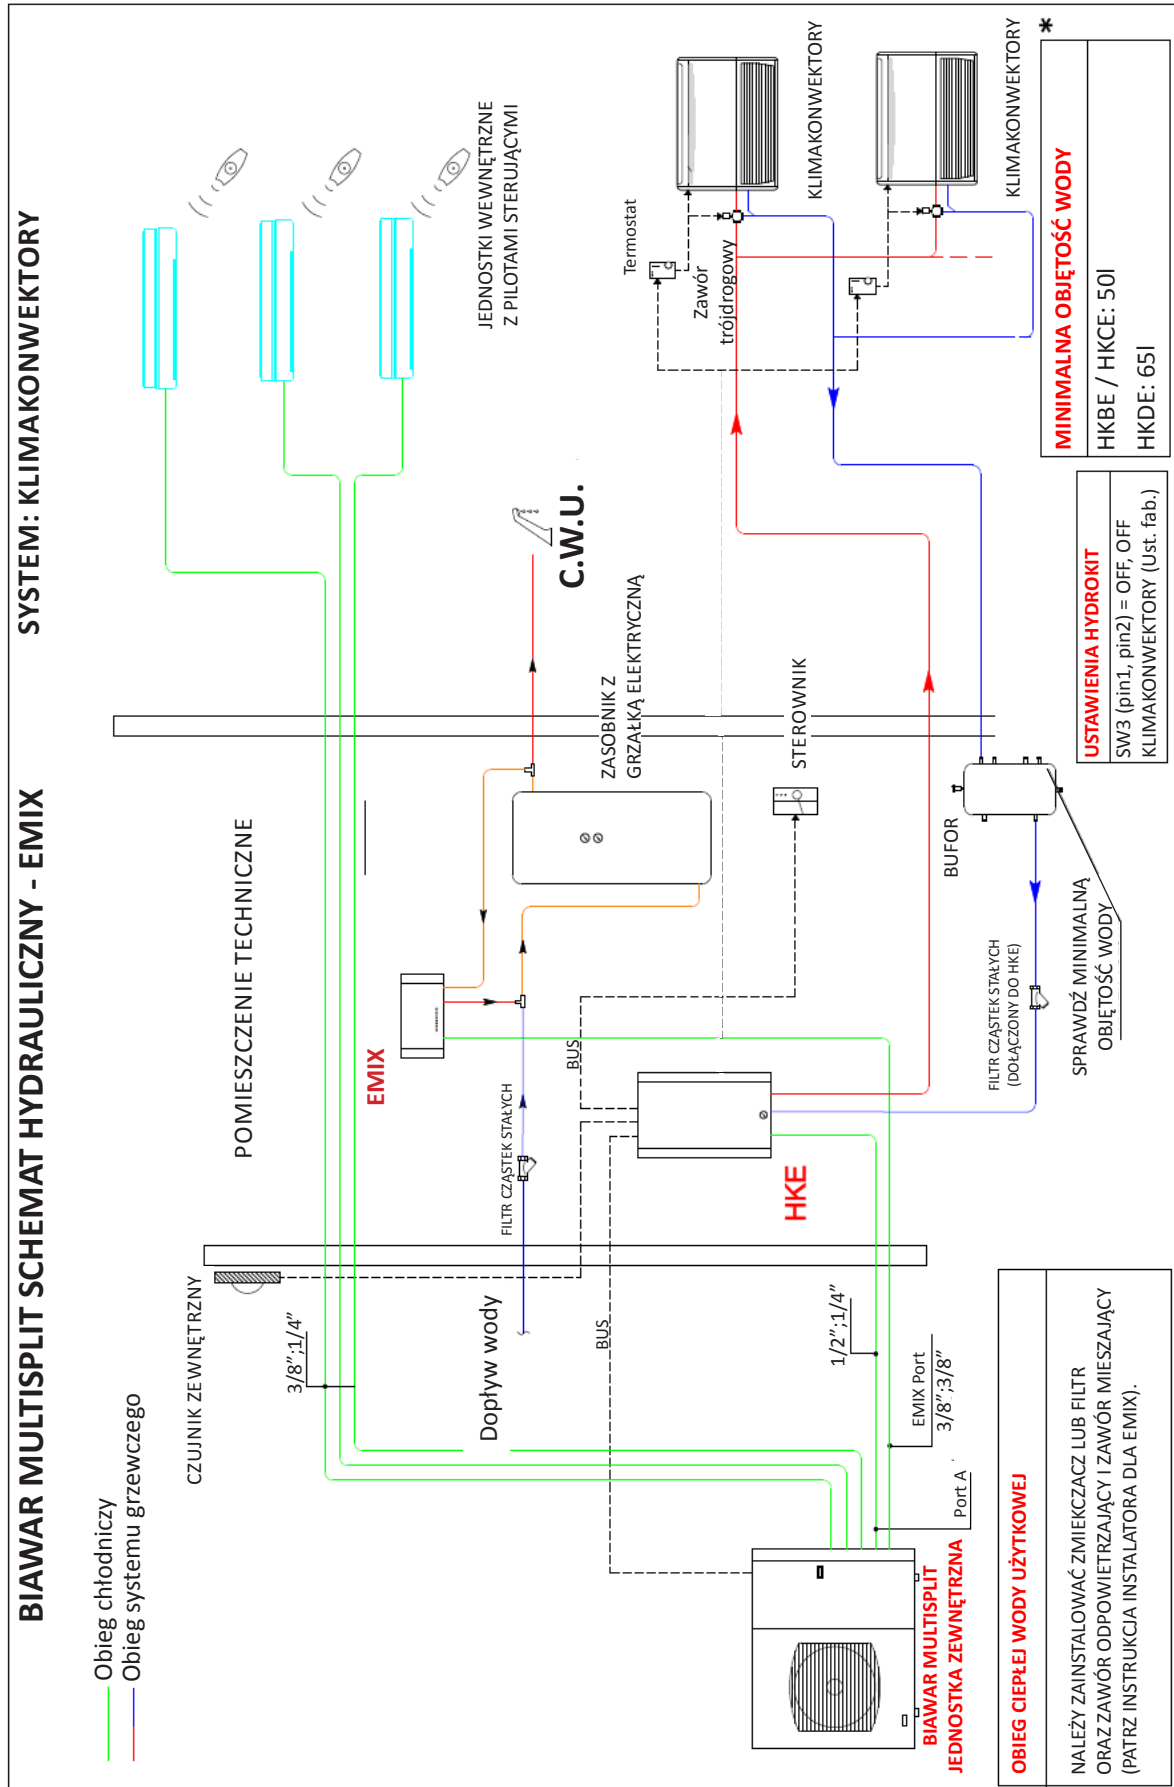 BIAWAR MULTISPLIT SCHEMAT HYDRAULICZNY - EMIX
SYSTEM: KLIMAKONWEKTORY
Obieg chłodniczy
Obieg systemu grzewczego
CZUJNIK ZEWNĘTRZNY
POMIESZCZENIE TECHNICZNE
3/8";1/4"
EMIX
JEDNOSTKI WEWNĘTRZNE
Z PILOTAMI STERUJĄCYMI
Dopływ wody
FILTR CZĄSTEK STAŁYCH
C.W.U.
ZASOBNIK Z
GRZAŁKĄ ELEKTRYCZNĄ
BUS
BUS
Termostat
Zawór
trójdrogowy
STEROWNIK
HKE
KLIMAKONWEKTORY
KLIMAKONWEKTORY
1/2";1/4"
EMIX Port
3/8";3/8"
Port A
BIAWAR MULTISPLIT
JEDNOSTKA ZEWNĘTRZNA
BUFOR
FILTR CZĄSTEK STAŁYCH
(DOŁĄCZONY DO HKE)
SPRAWDŹ MINIMALNĄ
OBJĘTOŚĆ WODY
OBIEG CIEPŁEJ WODY UŻYTKOWEJ
NALEŻY ZAINSTALOWAĆ ZMIEKCZACZ LUB FILTR
ORAZ ZAWÓR ODPOWIETRZAJĄCY I ZAWÓR MIESZAJĄCY
(PATRZ INSTRUKCJA INSTALATORA DLA EMIX).
USTAWIENIA HYDROKIT
SW3 (pin1, pin2) = OFF, OFF
KLIMAKONWEKTORY (Ust. fab.)
*
MINIMALNA OBJĘTOŚĆ WODY
HKBE / HKCE: 50l
HKDE: 65l